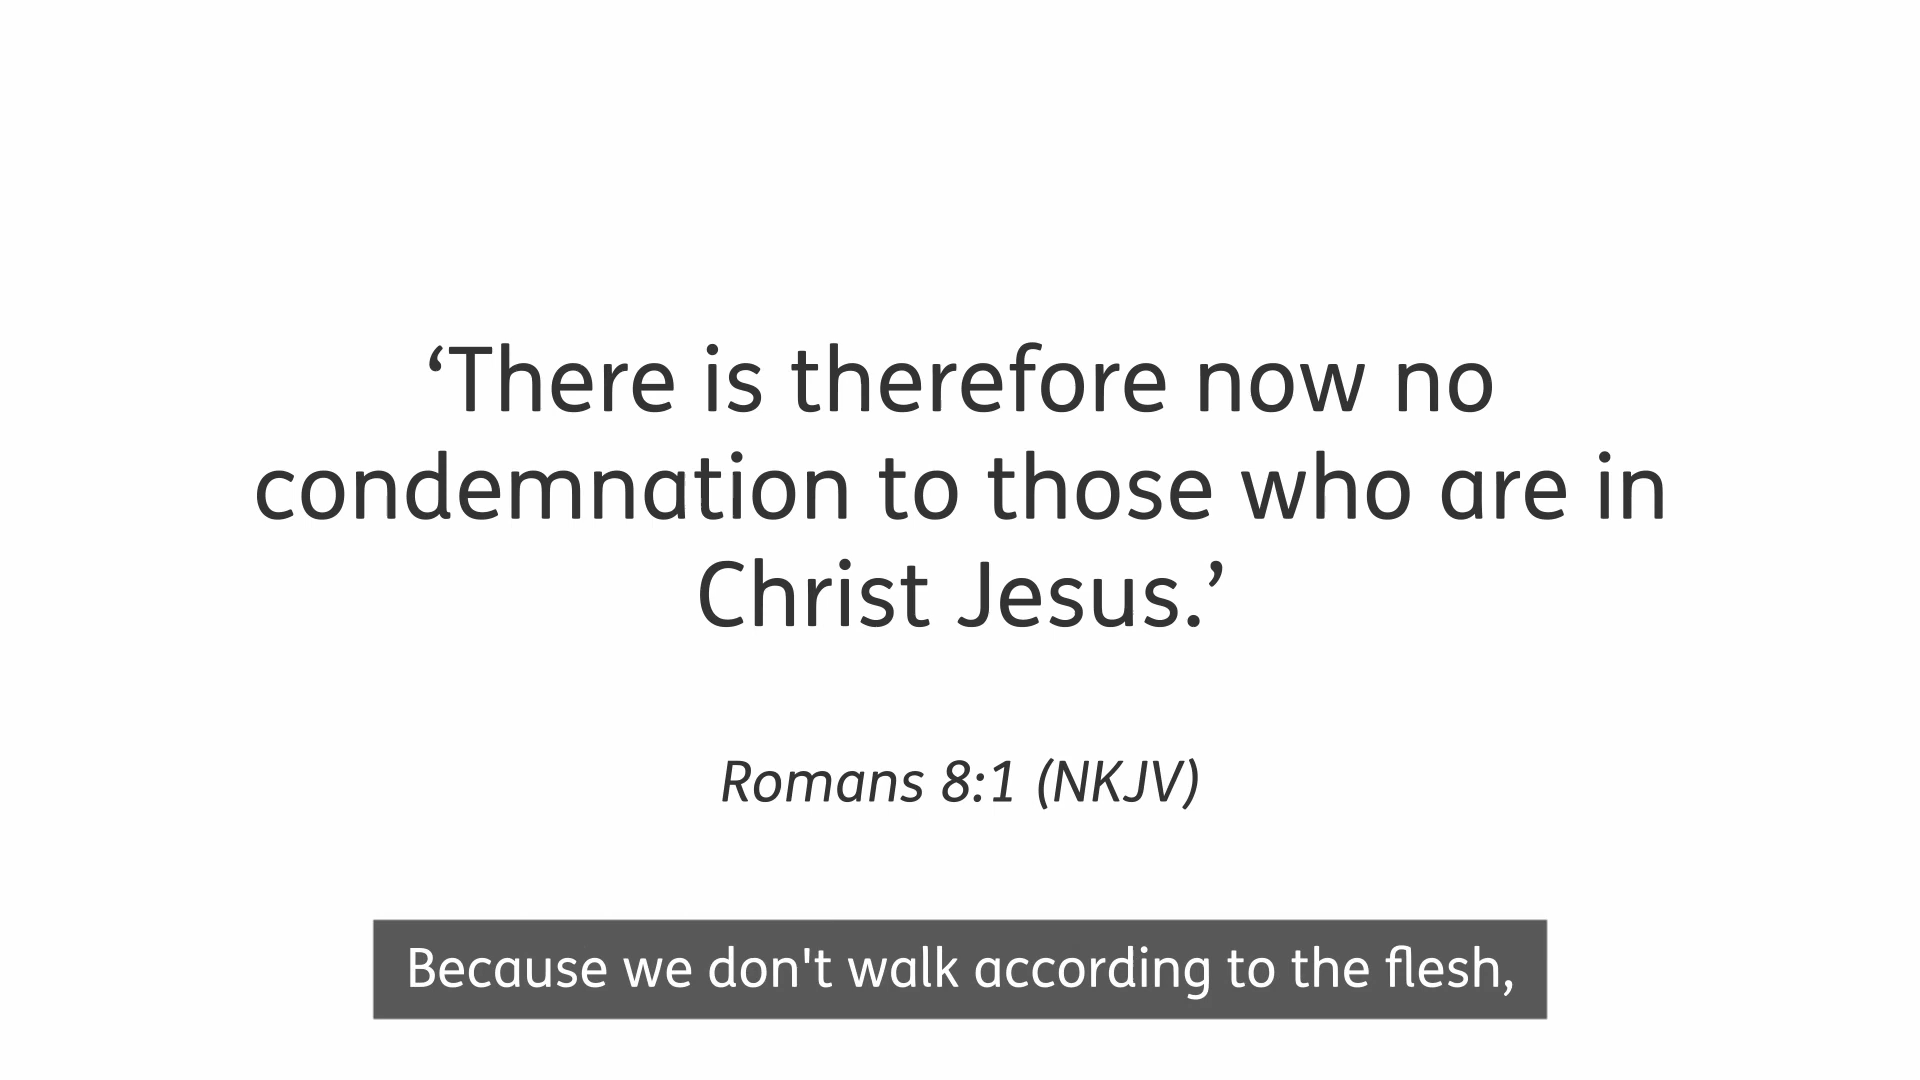 ‘There is therefore now no
condemnation to those who are in
Christ Jesus.’
Romans 8:1 (NKJV)
Because we don't walk according to the flesh,